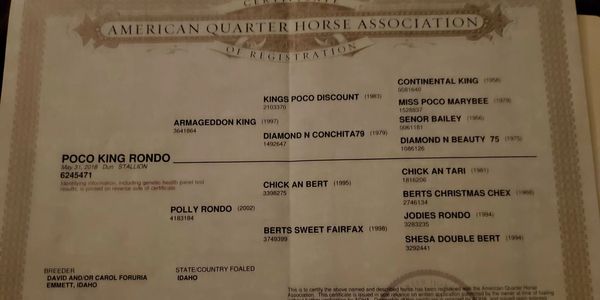 CERTIFICATE
AMERICAN QUARTER HORSE ASSOCIATION
OF REGISTRATION
CONTINENTAL KING (1958)
0081640
KINGS POCO DISCOUNT (1983)
2103376
MISS POCO MARYBEE (1979)
1528837
ARMAGEDDON KING (1997)
3641864
SENOR BAILEY (1956)
0061181
DIAMOND N CONCHITA79 (1979)
1492647
DIAMOND N BEAUTY 75 (1975)
1086126
POCO KING RONDO
May 31, 2018 Dun STALLION
6245471
Identifying information, including genetic health panel test
results, is printed on reverse side of certificate.
CHICK AN TARI (1981)
1816206
CHICK AN BERT (1995)
3398275
BERTS CHRISTMAS CHEX (1988)
2746134
POLLY RONDO (2002)
4183184
JODIES RONDO (1994)
3283235
BERTS SWEET FAIRFAX (1998)
3749399
SHESA DOUBLE BERT (1994)
3292441
BREEDER
DAVID AND/OR CAROL FORURIA
EMMETT, IDAHO
STATE/COUNTRY FOALED
IDAHO
This is to certify that the above named and described horse has been registered with the American Quarter Horse
Association. This certificate is issued in reliance on written application submitted by the owner at time of foaling